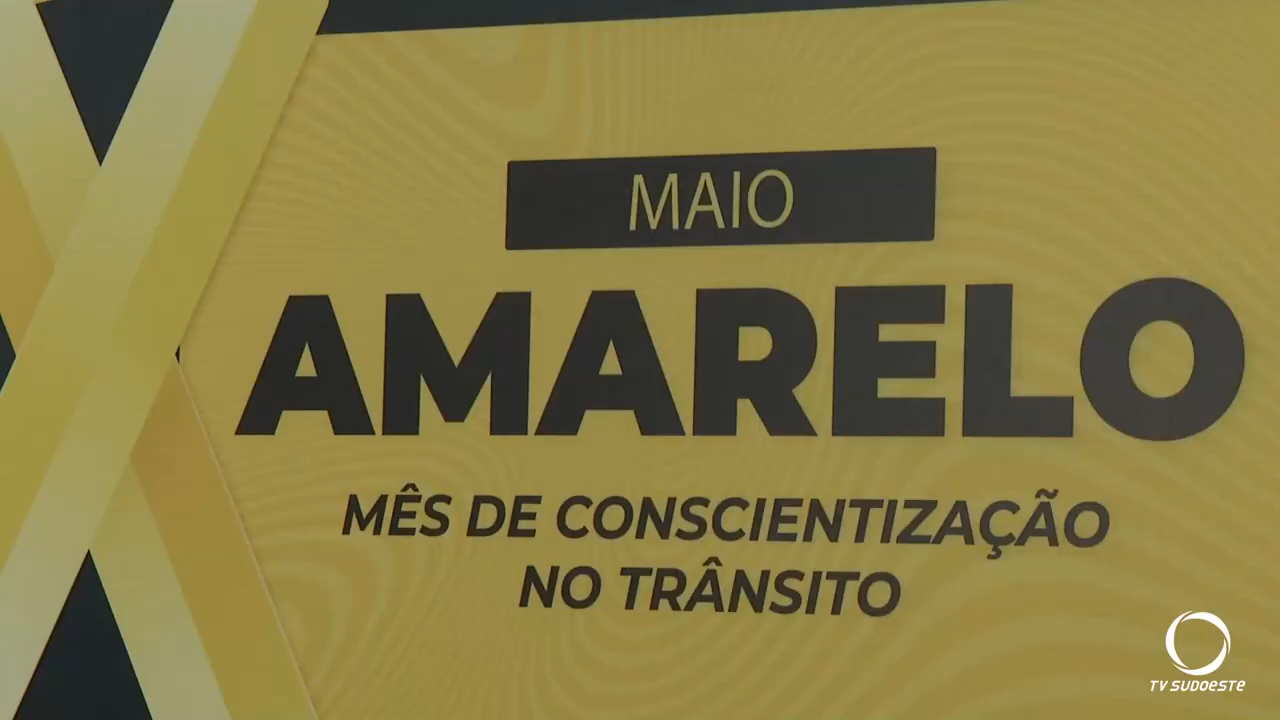 MAIO
AMARELO
MÊS DE CONSCIENTIZAÇÃO
NO TRÂNSITO
TV SUDOESTE